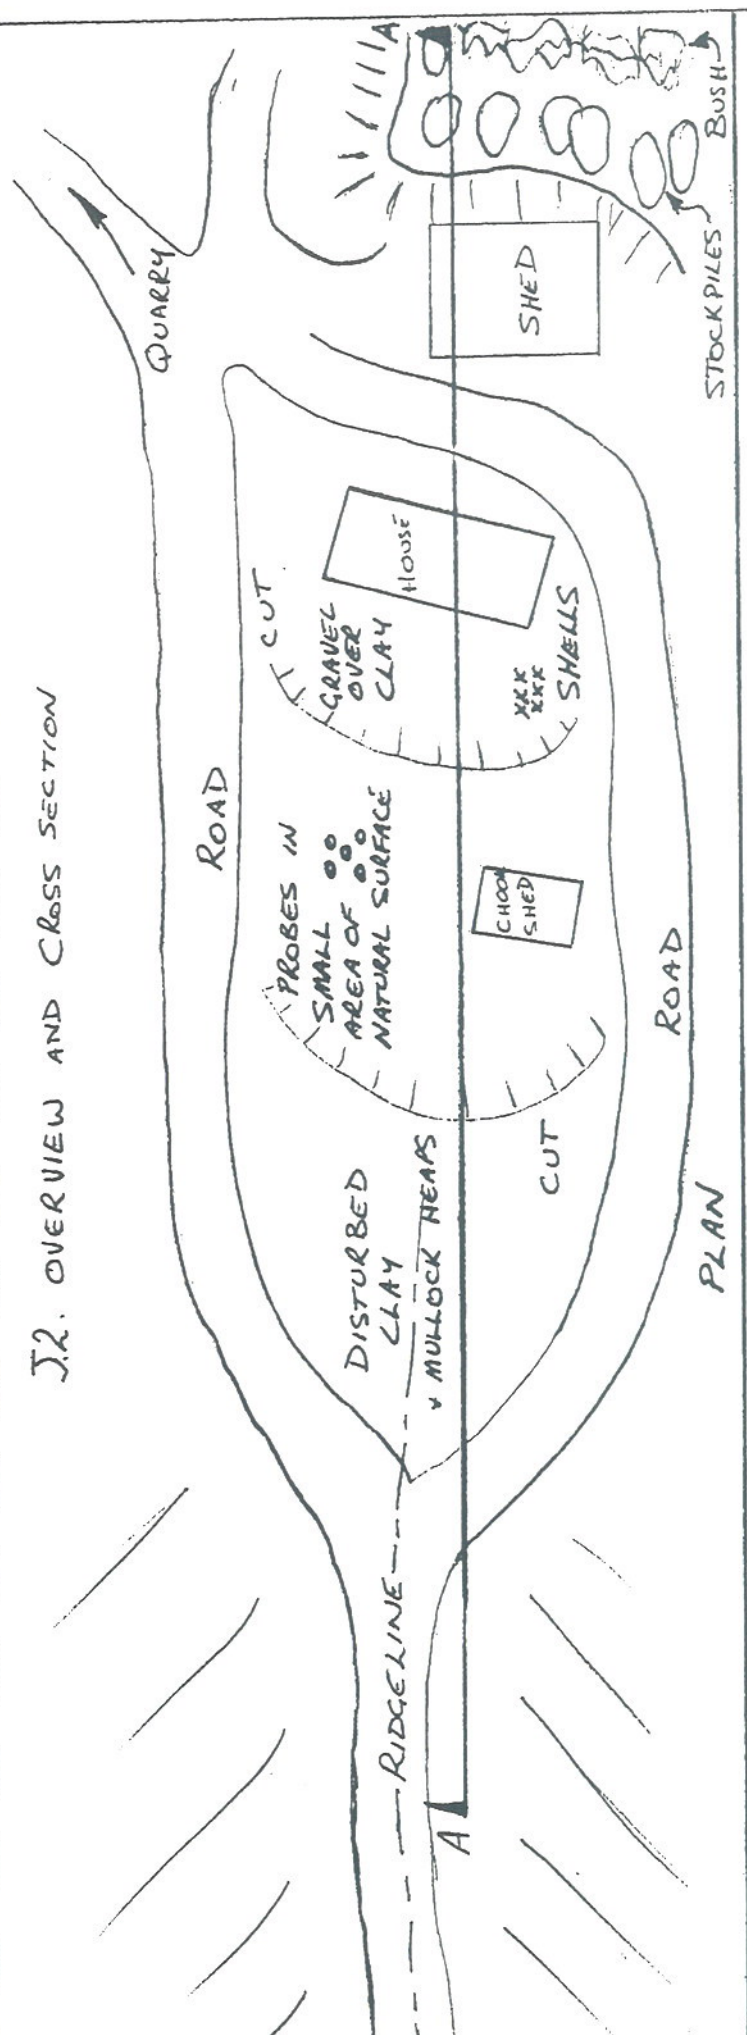 J.2. OVERVIEW AND CROSS SECTION
ROAD
QUARRY
A
CUT
PROBES IN
SMALL
AREA OF
NATURAL SURFACE
GRAVEL
OVER
CLAY
HOUSE
SHED
DISTURBED
CLAY
+ MULLOCK HEAPS
RIDGELINE
A
CHOOK
SHED
XXX
XXX
SHELLS
CUT
ROAD
STOCKPILES
BUSH
PLAN